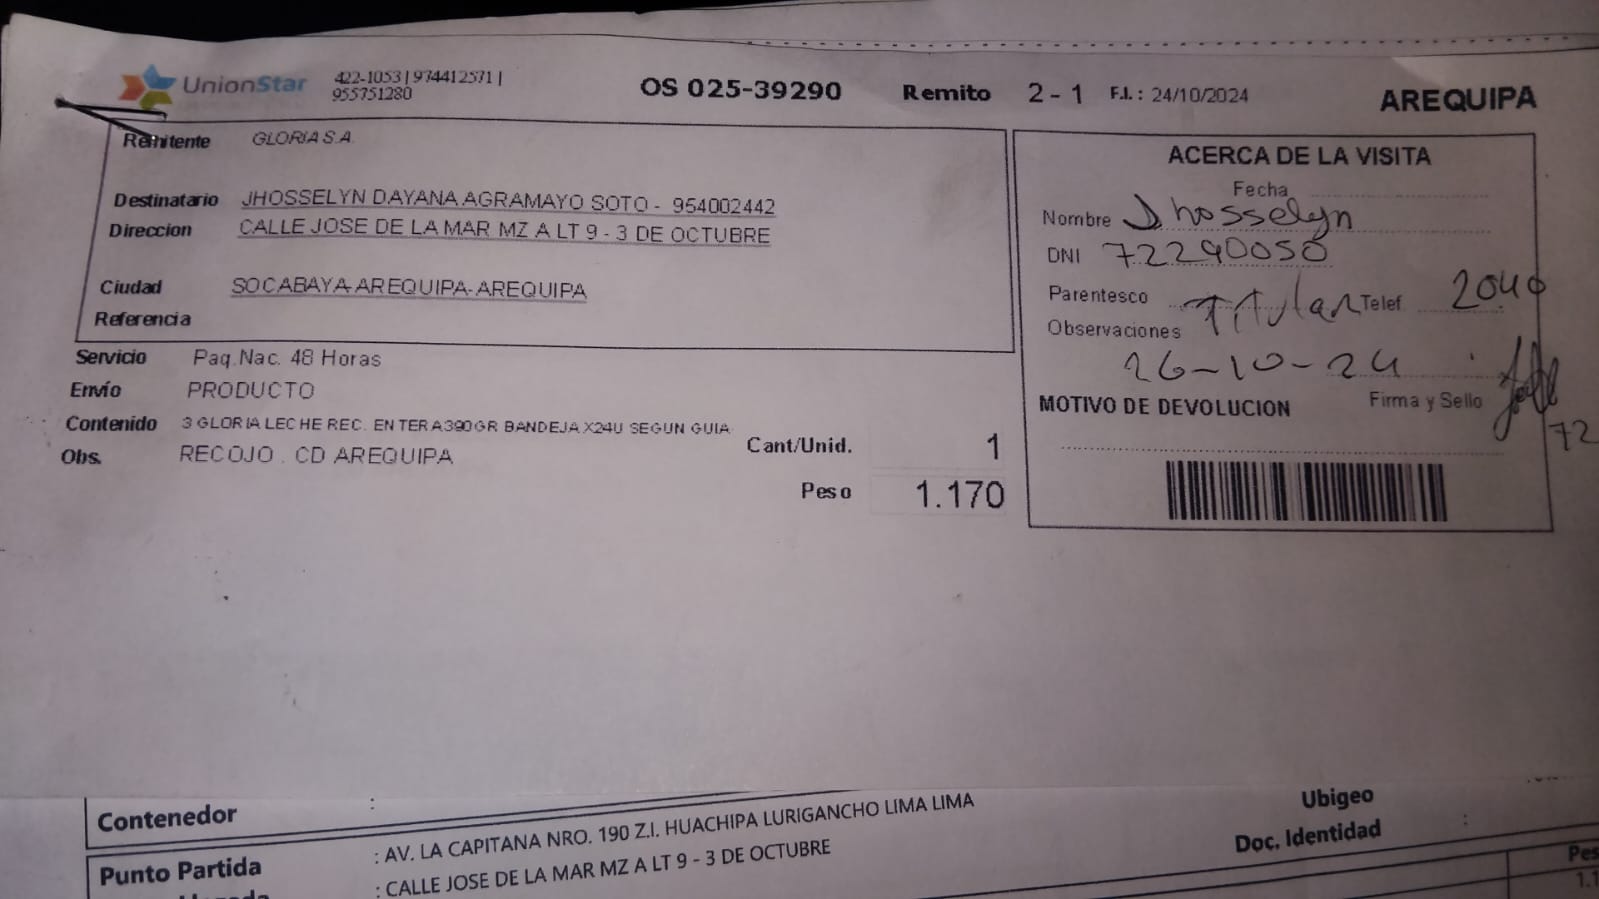 UnionStar 422-1053 | 974412571 |
955751280
OS 025-39290 Remito 2 - 1 F.I. : 24/10/2024 AREQUIPA
Remitente GLORIA S.A.
Destinatario JHOSSELYN DAYANA AGRAMAYO SOTO - 954002442
Direccion CALLE JOSE DE LA MAR MZ A LT 9 - 3 DE OCTUBRE
Ciudad SOCABAYA-AREQUIPA-AREQUIPA
Referencia
Servicio Paq.Nac. 48 Horas
Envío PRODUCTO
Contenido 3 GLORIA LECHE REC. ENTERA390GR BANDEJA X24U SEGUN GUIA
Obs. RECOJO . CD AREQUIPA
Cant/Unid. 1
Peso 1.170
ACERCA DE LA VISITA
Fecha
Nombre Jhosselyn
DNI 72290050
Parentesco Titular Telef. 2040
Observaciones
26-10-24
MOTIVO DE DEVOLUCION Firma y Sello
72
Contenedor :
Punto Partida : AV. LA CAPITANA NRO. 190 Z.I. HUACHIPA LURIGANCHO LIMA LIMA
: CALLE JOSE DE LA MAR MZ A LT 9 - 3 DE OCTUBRE
Ubigeo
Doc. Identidad :